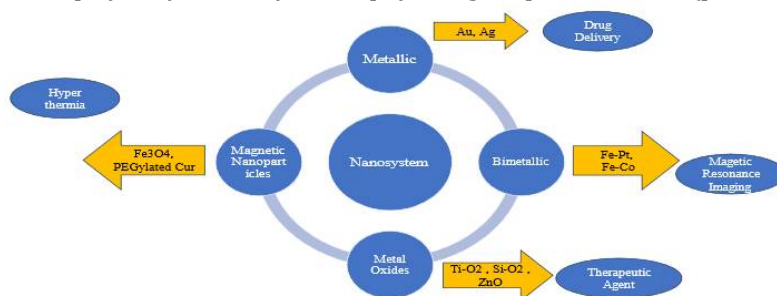 Metallic
Au, Ag
Drug
Delivery
Hyper
thermia
Fe3O4,
PEGylated Cur
Magnetic
Nanopart
icles
Nanosystem
Bimetallic
Fe-Pt,
Fe-Co
Magetic
Resonance
Imaging
Metal
Oxides
Ti-O2 , Si-O2 ,
ZnO
Therapeutic
Agent